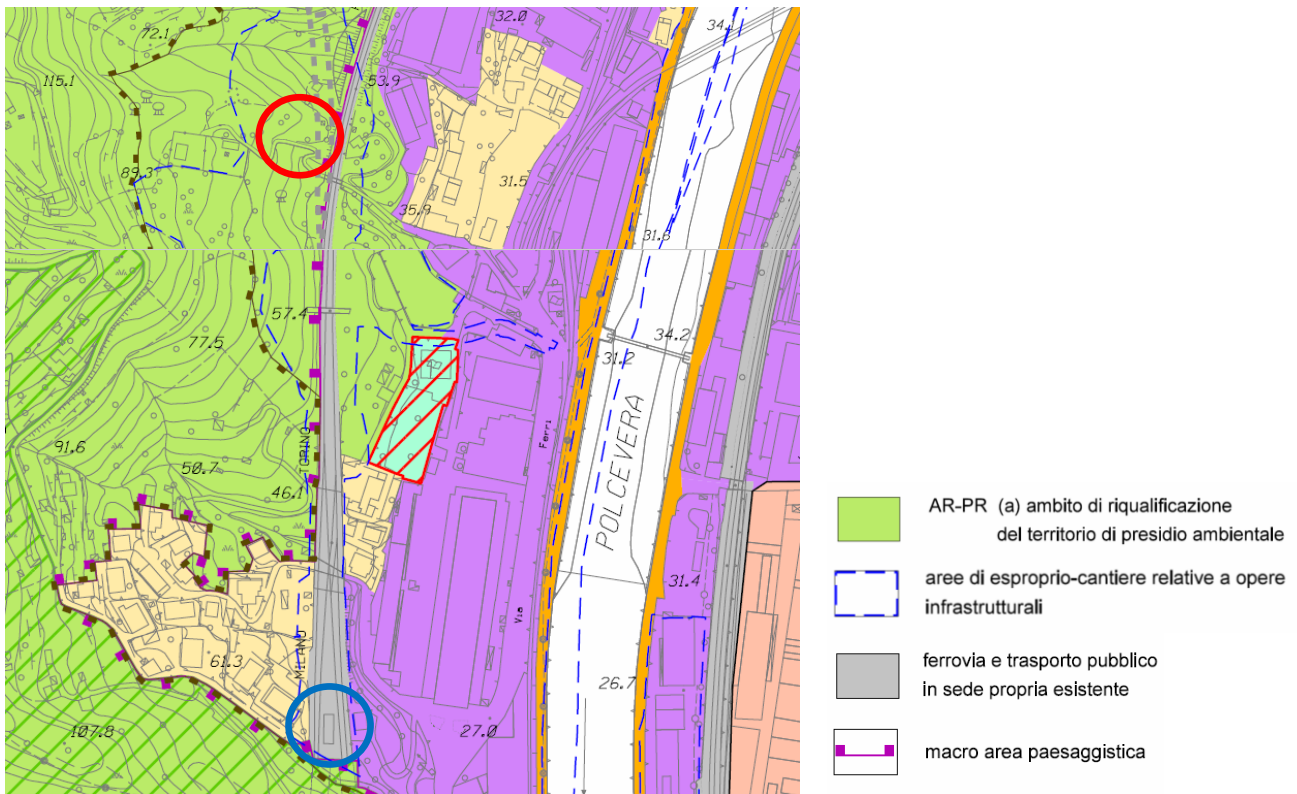 32.0
34.
72.1
115.1
53.9
89.3
31.5
35.9
31.8
57.4
34.2
31.2
77.5
POLCEVERA
Ferri
91.6
TORINO
50.7
46.1
31.4
Via
MILANO
61.3
26.7
107.8
27.0
AR-PR (a) ambito di riqualificazione
del territorio di presidio ambientale
aree di esproprio-cantiere relative a opere
infrastrutturali
ferrovia e trasporto pubblico
in sede propria esistente
macro area paesaggistica